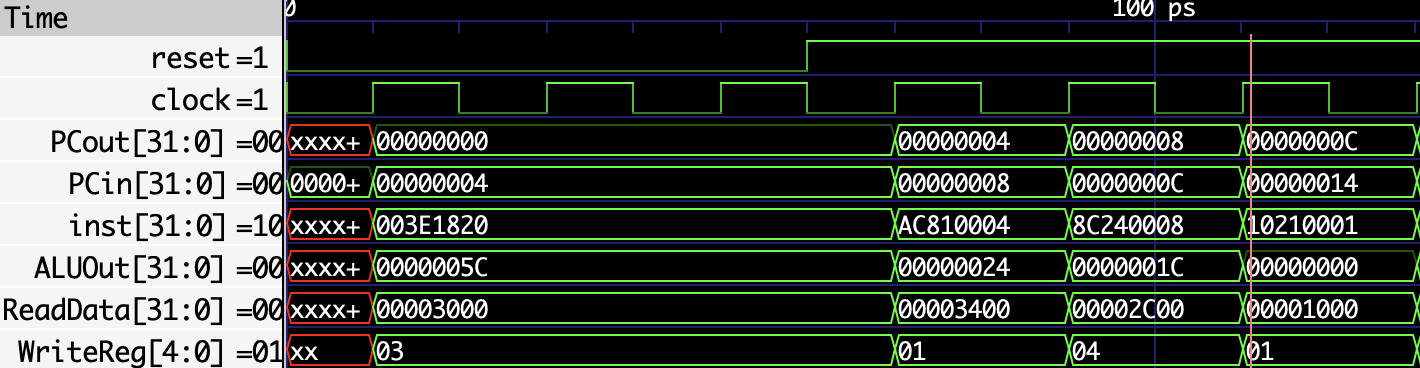 Time 0 100 ps
reset =1
clock =1
PCout[31:0] =00 xxxx+ 00000000 00000004 00000008 0000000C
PCin[31:0] =00 0000+ 00000004 00000008 0000000C 00000014
inst[31:0] =10 xxxx+ 003E1820 AC810004 8C240008 10210001
ALUOut[31:0] =00 xxxx+ 0000005C 00000024 0000001C 00000000
ReadData[31:0] =00 xxxx+ 00003000 00003400 00002C00 00001000
WriteReg[4:0] =01 xx 03 01 04 01